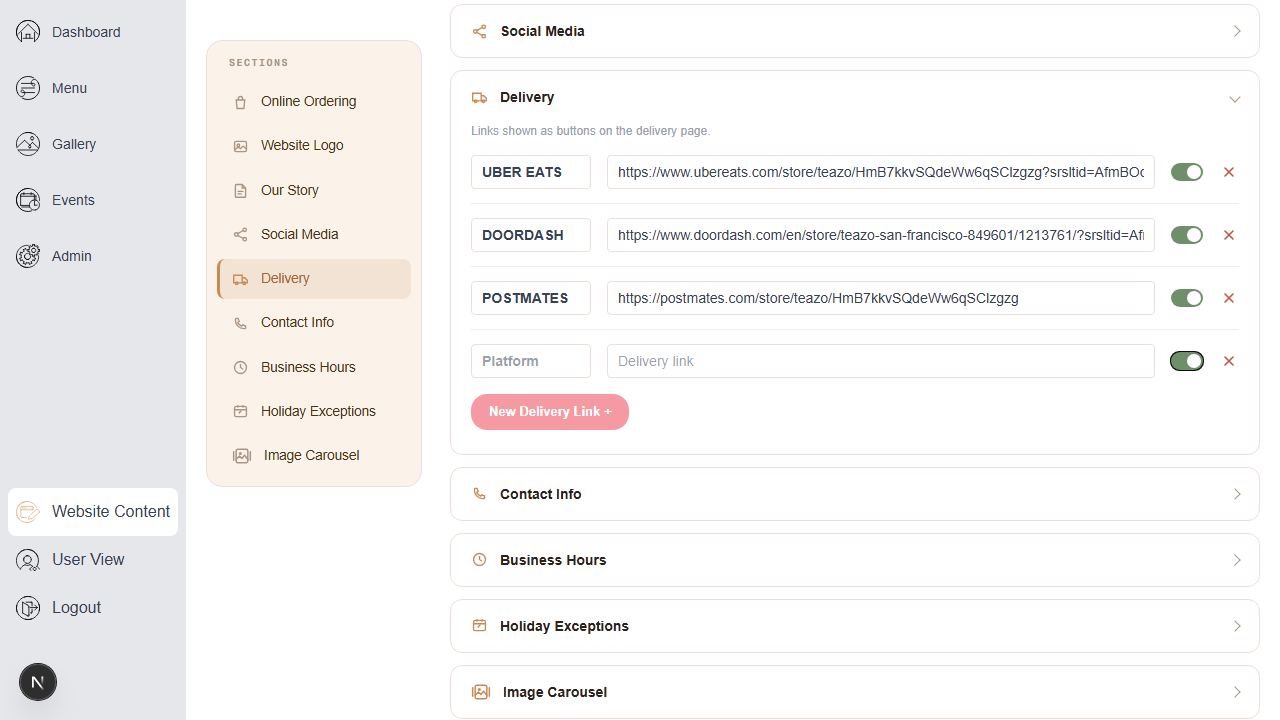 Dashboard
Menu
Gallery
Events
Admin
Website Content
User View
Logout
N
SECTIONS
Online Ordering
Website Logo
Our Story
Social Media
Delivery
Contact Info
Business Hours
Holiday Exceptions
Image Carousel
Social Media
Delivery
Links shown as buttons on the delivery page.
UBER EATS https://www.ubereats.com/store/teazo/HmB7kkvSQdeWw6qSCIzgzg?srsltid=AfmBOc
DOORDASH https://www.doordash.com/en/store/teazo-san-francisco-849601/1213761/?srsltid=Af
POSTMATES https://postmates.com/store/teazo/HmB7kkvSQdeWw6qSCIzgzg
Platform Delivery link
New Delivery Link +
Contact Info
Business Hours
Holiday Exceptions
Image Carousel